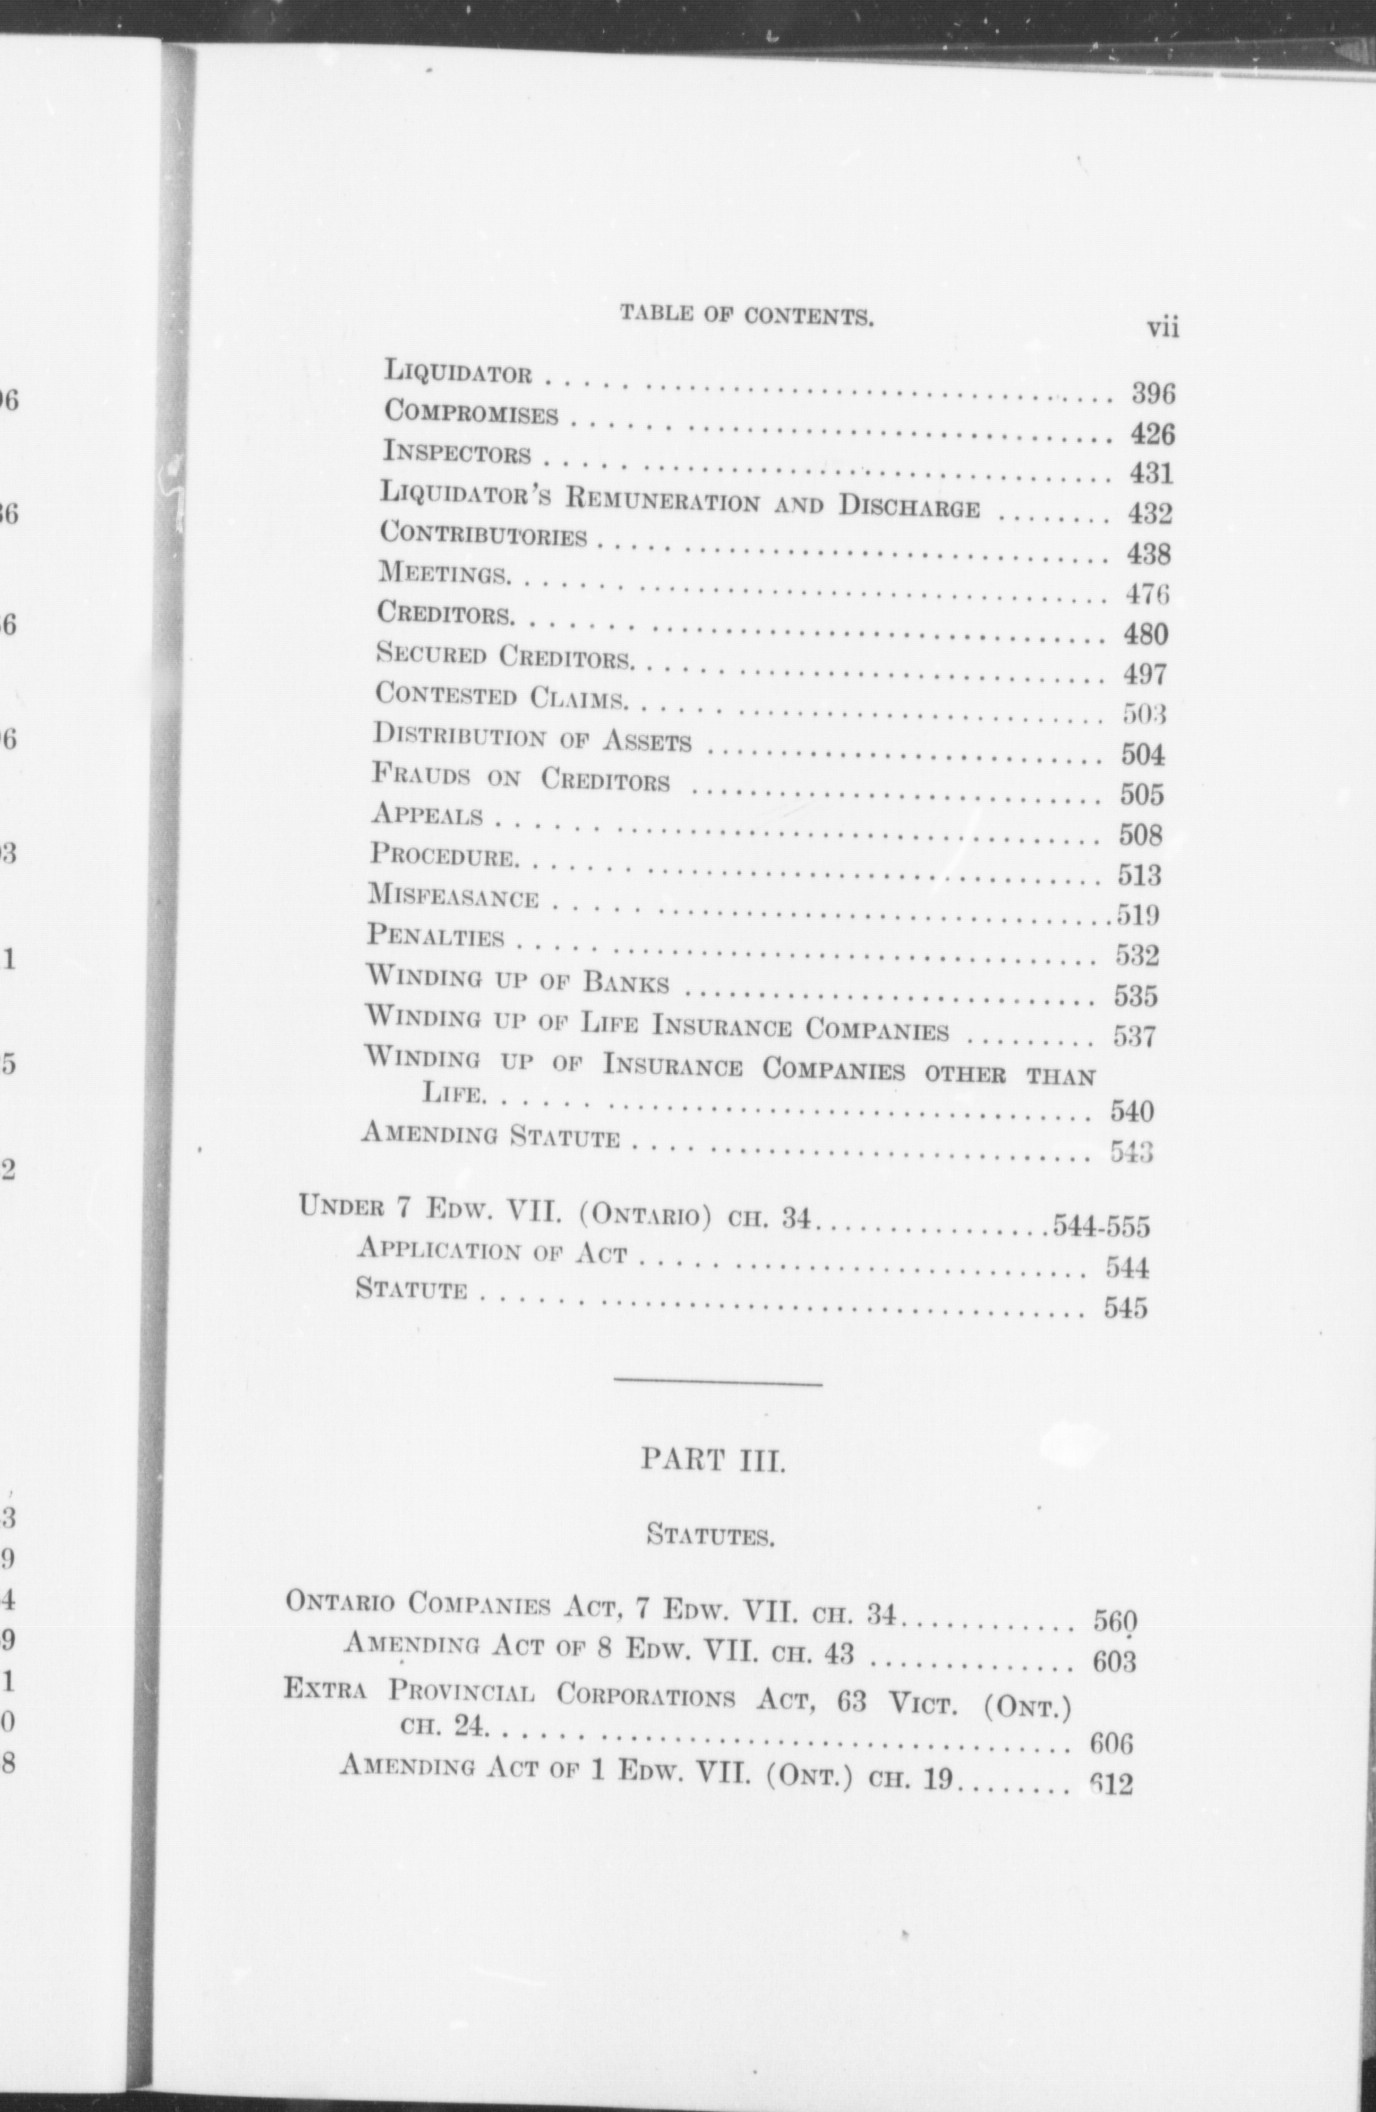 TABLE OF CONTENTS. vii
LIQUIDATOR ........ 396
COMPROMISES ........ 426
INSPECTORS ........ 431
LIQUIDATOR'S REMUNERATION AND DISCHARGE ........ 432
CONTRIBUTORIES ........ 438
MEETINGS ........ 476
CREDITORS ........ 480
SECURED CREDITORS ........ 497
CONTESTED CLAIMS ........ 503
DISTRIBUTION OF ASSETS ........ 504
FRAUDS ON CREDITORS ........ 505
APPEALS ........ 508
PROCEDURE ........ 513
MISFEASANCE ........ 519
PENALTIES ........ 532
WINDING UP OF BANKS ........ 535
WINDING UP OF LIFE INSURANCE COMPANIES ........ 537
WINDING UP OF INSURANCE COMPANIES OTHER THAN
LIFE ........ 540
AMENDING STATUTE ........ 543
UNDER 7 EDW. VII. (ONTARIO) CH. 34 ........ 544-555
APPLICATION OF ACT ........ 544
STATUTE ........ 545
PART III.
STATUTES.
ONTARIO COMPANIES ACT, 7 EDW. VII. CH. 34 ........ 560
AMENDING ACT OF 8 EDW. VII. CH. 43 ........ 603
EXTRA PROVINCIAL CORPORATIONS ACT, 63 VICT. (ONT.)
CH. 24 ........ 606
AMENDING ACT OF 1 EDW. VII. (ONT.) CH. 19 ........ 612